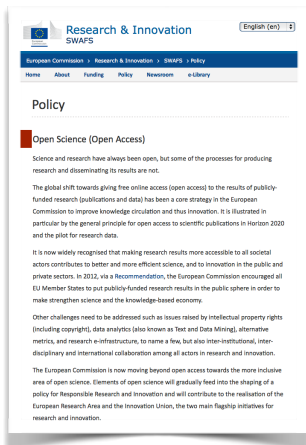 Research & Innovation
SWAFS
English (en)
European Commission > Research & Innovation > SWAFS > Policy
Home About Funding Policy Newsroom e-Library
Policy
Open Science (Open Access)
Science and research have always been open, but some of the processes for producing
research and disseminating its results are not.
The global shift towards giving free online access (open access) to the results of publicly-
funded research (publications and data) has been a core strategy in the European
Commission to improve knowledge circulation and thus innovation. It is illustrated in
particular by the general principle for open access to scientific publications in Horizon 2020
and the pilot for research data.
It is now widely recognised that making research results more accessible to all societal
actors contributes to better and more efficient science, and to innovation in the public and
private sectors. In 2012, via a Recommendation, the European Commission encouraged all
EU Member States to put publicly-funded research results in the public sphere in order to
make strengthen science and the knowledge-based economy.
Other challenges need to be addressed such as issues raised by intellectual property rights
(including copyright), data analytics (also known as Text and Data Mining), alternative
metrics, and research e-infrastructure, to name a few, but also inter-institutional, inter-
disciplinary and international collaboration among all actors in research and innovation.
The European Commission is now moving beyond open access towards the more inclusive
area of open science. Elements of open science will gradually feed into the shaping of a
policy for Responsible Research and Innovation and will contribute to the realisation of the
European Research Area and the Innovation Union, the two main flagship initiatives for
research and innovation.